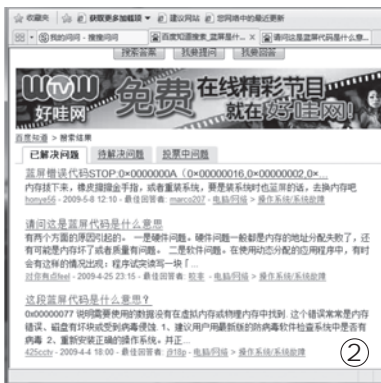 收藏夹 获取更多加载项 建议网站 您网络中的最近更新
我的问问 - 搜搜问问 百度知道搜索_蓝屏是什... 请问这是蓝屏代码是什么意...
搜索答案 我要提问 我要回答
UWOW TV
好哇网!
免费 在线精彩节目
就在好哇网!
百度知道 > 搜索结果
已解决问题 待解决问题 投票中问题
蓝屏错误代码STOP:0×0000000A (0×00000016,0×00000002,0×...
内存拔下来，橡皮擦擦金手指，或者重装系统，要是装系统时也蓝屏的话，去换内存吧
honye56 - 2009-5-8 12:10 - 最佳回答者: marco207 - 电脑/网络 > 操作系统/系统故障
请问这是蓝屏代码是什么意思
有两个方面的原因引起的。 一是硬件问题。硬件问题一般都是内存的地址分配失败了，还
有可能是内存坏了或者质量有问题。 二是软件问题。在使用动态分配的应用程序中，有时
会有这样的情况出现：程序试突读写一块「...
讨你有点feel - 2009-4-25 23:15 - 最佳回答者: - 电脑/网络 > 操作系统/系统故障
这段蓝屏代码是什么意思?
0x00000077 说明需要使用的数据没有在虚拟内存或物理内存中找到. 这个错误常常是内存
错误、磁盘有坏块或受到病毒侵蚀. 1、建议用户用最新版的防病毒软件检查系统中是否有
病毒 2、重新安装正确的操作系统，并正...
425cctv - 2009-4-4 18:00 - 最佳回答者: j918p - 电脑/网络 > 操作系统/系统故障
②